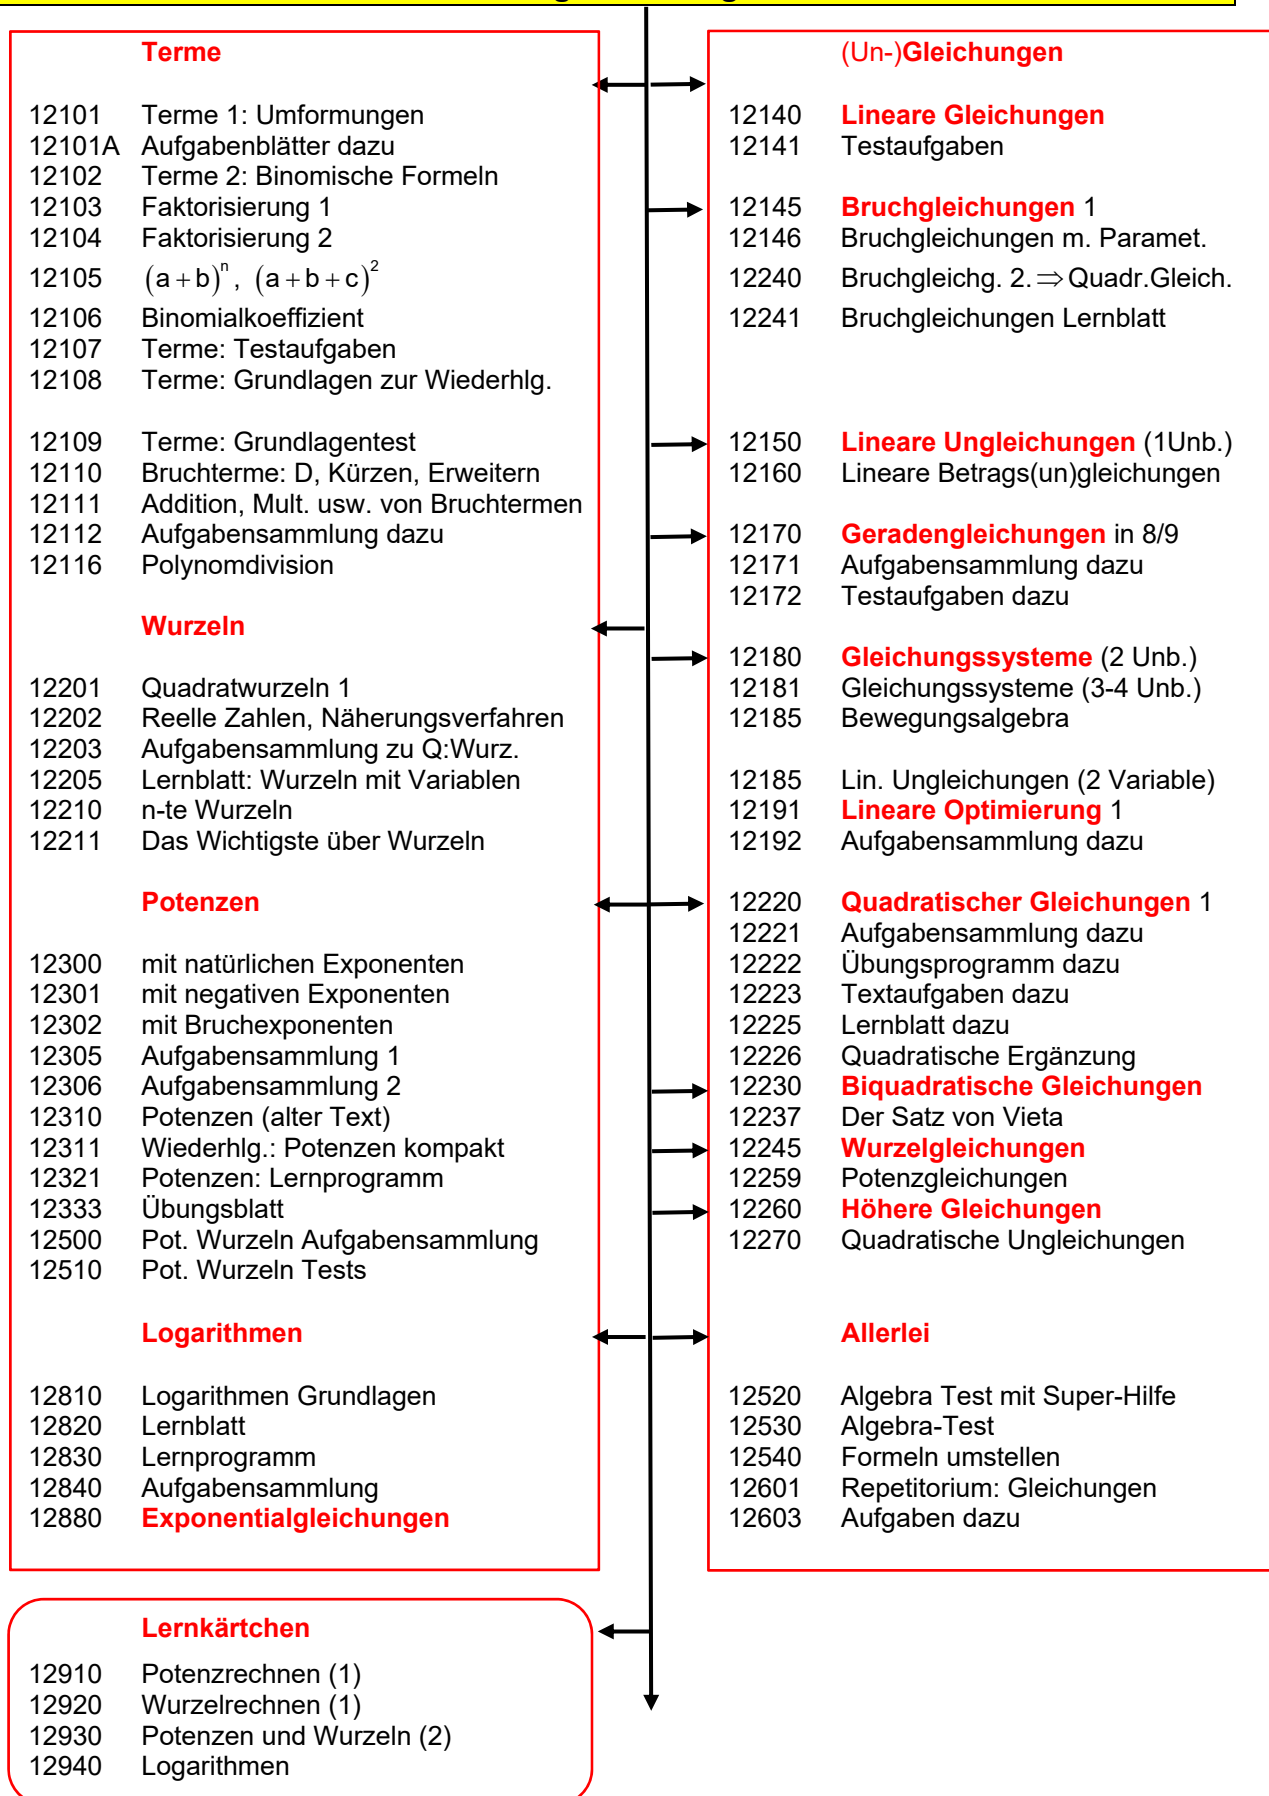 Terme
12101 Terme 1: Umformungen
12101A Aufgabenblätter dazu
12102 Terme 2: Binomische Formeln
12103 Faktorisierung 1
12104 Faktorisierung 2
12105 (a + b)ⁿ, (a + b + c)²
12106 Binomialkoeffizient
12107 Terme: Testaufgaben
12108 Terme: Grundlagen zur Wiederhlg.
12109 Terme: Grundlagentest
12110 Bruchterme: D, Kürzen, Erweitern
12111 Addition, Mult. usw. von Bruchtermen
12112 Aufgabensammlung dazu
12116 Polynomdivision
Wurzeln
12201 Quadratwurzeln 1
12202 Reelle Zahlen, Näherungsverfahren
12203 Aufgabensammlung zu Q:Wurz.
12205 Lernblatt: Wurzeln mit Variablen
12210 n-te Wurzeln
12211 Das Wichtigste über Wurzeln
Potenzen
12300 mit natürlichen Exponenten
12301 mit negativen Exponenten
12302 mit Bruchexponenten
12305 Aufgabensammlung 1
12306 Aufgabensammlung 2
12310 Potenzen (alter Text)
12311 Wiederhlg.: Potenzen kompakt
12321 Potenzen: Lernprogramm
12333 Übungsblatt
12500 Pot. Wurzeln Aufgabensammlung
12510 Pot. Wurzeln Tests
Logarithmen
12810 Logarithmen Grundlagen
12820 Lernblatt
12830 Lernprogramm
12840 Aufgabensammlung
12880 Exponentialgleichungen
(Un-)Gleichungen
12140 Lineare Gleichungen
12141 Testaufgaben
12145 Bruchgleichungen 1
12146 Bruchgleichungen m. Paramet.
12240 Bruchgleichg. 2. ⇒ Quadr.Gleich.
12241 Bruchgleichungen Lernblatt
12150 Lineare Ungleichungen (1Unb.)
12160 Lineare Betrags(un)gleichungen
12170 Geradengleichungen in 8/9
12171 Aufgabensammlung dazu
12172 Testaufgaben dazu
12180 Gleichungssysteme (2 Unb.)
12181 Gleichungssysteme (3-4 Unb.)
12185 Bewegungsalgebra
12185 Lin. Ungleichungen (2 Variable)
12191 Lineare Optimierung 1
12192 Aufgabensammlung dazu
12220 Quadratischer Gleichungen 1
12221 Aufgabensammlung dazu
12222 Übungsprogramm dazu
12223 Textaufgaben dazu
12225 Lernblatt dazu
12226 Quadratische Ergänzung
12230 Biquadratische Gleichungen
12237 Der Satz von Vieta
12245 Wurzelgleichungen
12259 Potenzgleichungen
12260 Höhere Gleichungen
12270 Quadratische Ungleichungen
Allerlei
12520 Algebra Test mit Super-Hilfe
12530 Algebra-Test
12540 Formeln umstellen
12601 Repetitorium: Gleichungen
12603 Aufgaben dazu
Lernkärtchen
12910 Potenzrechnen (1)
12920 Wurzelrechnen (1)
12930 Potenzen und Wurzeln (2)
12940 Logarithmen